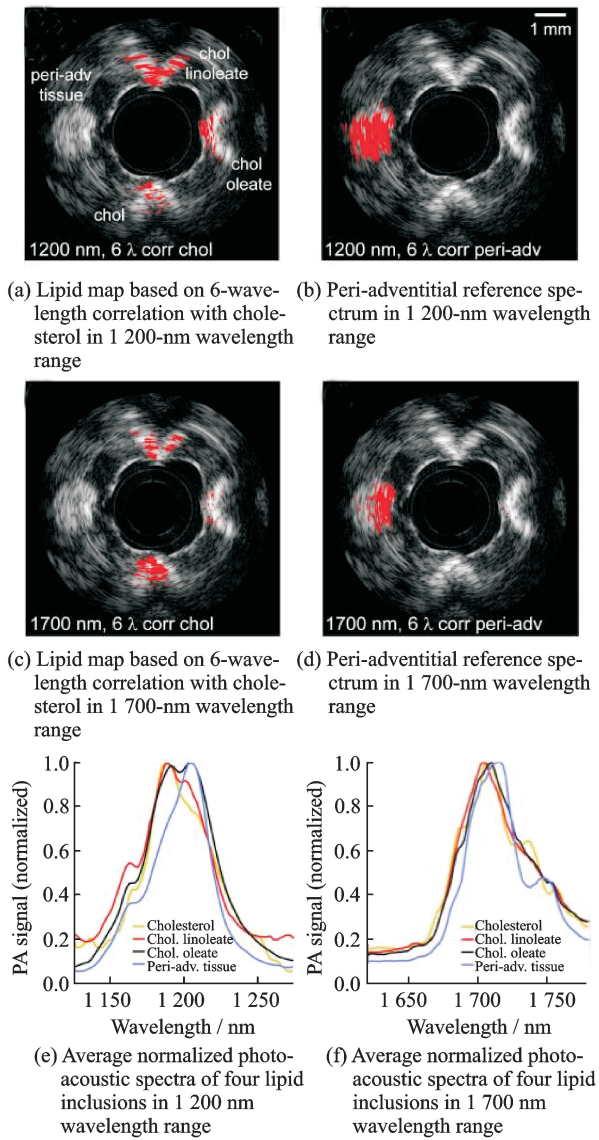 peri-adv
tissue
chol
linoleate
chol
oleate
chol
1200 nm, 6 λ corr chol
1 mm
1200 nm, 6 λ corr peri-adv
(a) Lipid map based on 6-wave-
length correlation with chole-
sterol in 1 200-nm wavelength
range
(b) Peri-adventitial reference spe-
ctrum in 1 200-nm wavelength
range
1700 nm, 6 λ corr chol
1700 nm, 6 λ corr peri-adv
(c) Lipid map based on 6-wave-
length correlation with chole-
sterol in 1 700-nm wavelength
range
(d) Peri-adventitial reference spe-
ctrum in 1 700-nm wavelength
range
PA signal (normalized)
1.0
0.8
0.6
0.4
0.2
0.0
Cholesterol
Chol. linoleate
Chol. oleate
Peri-adv. tissue
1 150 1 200 1 250
Wavelength / nm
PA signal (normalized)
1.0
0.8
0.6
0.4
0.2
0.0
Cholesterol
Chol. linoleate
Chol. oleate
Peri-adv. tissue
1 650 1 700 1 750
Wavelength / nm
(e) Average normalized photo-
acoustic spectra of four lipid
inclusions in 1 200 nm
wavelength range
(f) Average normalized photo-
acoustic spectra of four lipid
inclusions in 1 700 nm
wavelength range